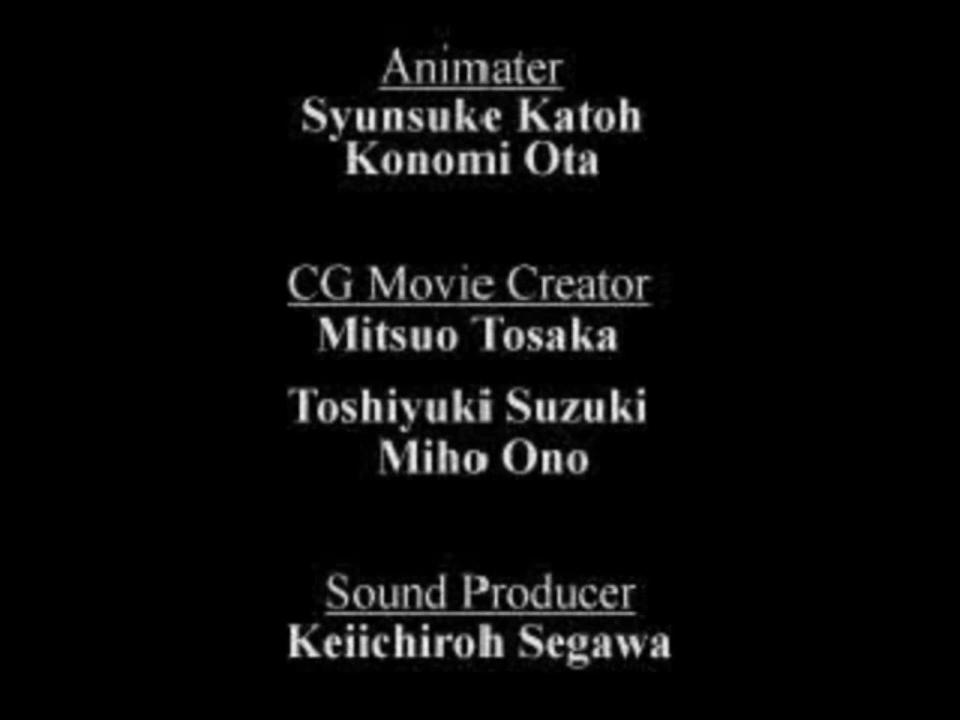 Animater
Syunsuke Katoh
Konomi Ota
CG Movie Creator
Mitsuo Tosaka
Toshiyuki Suzuki
Miho Ono
Sound Producer
Keiichiroh Segawa